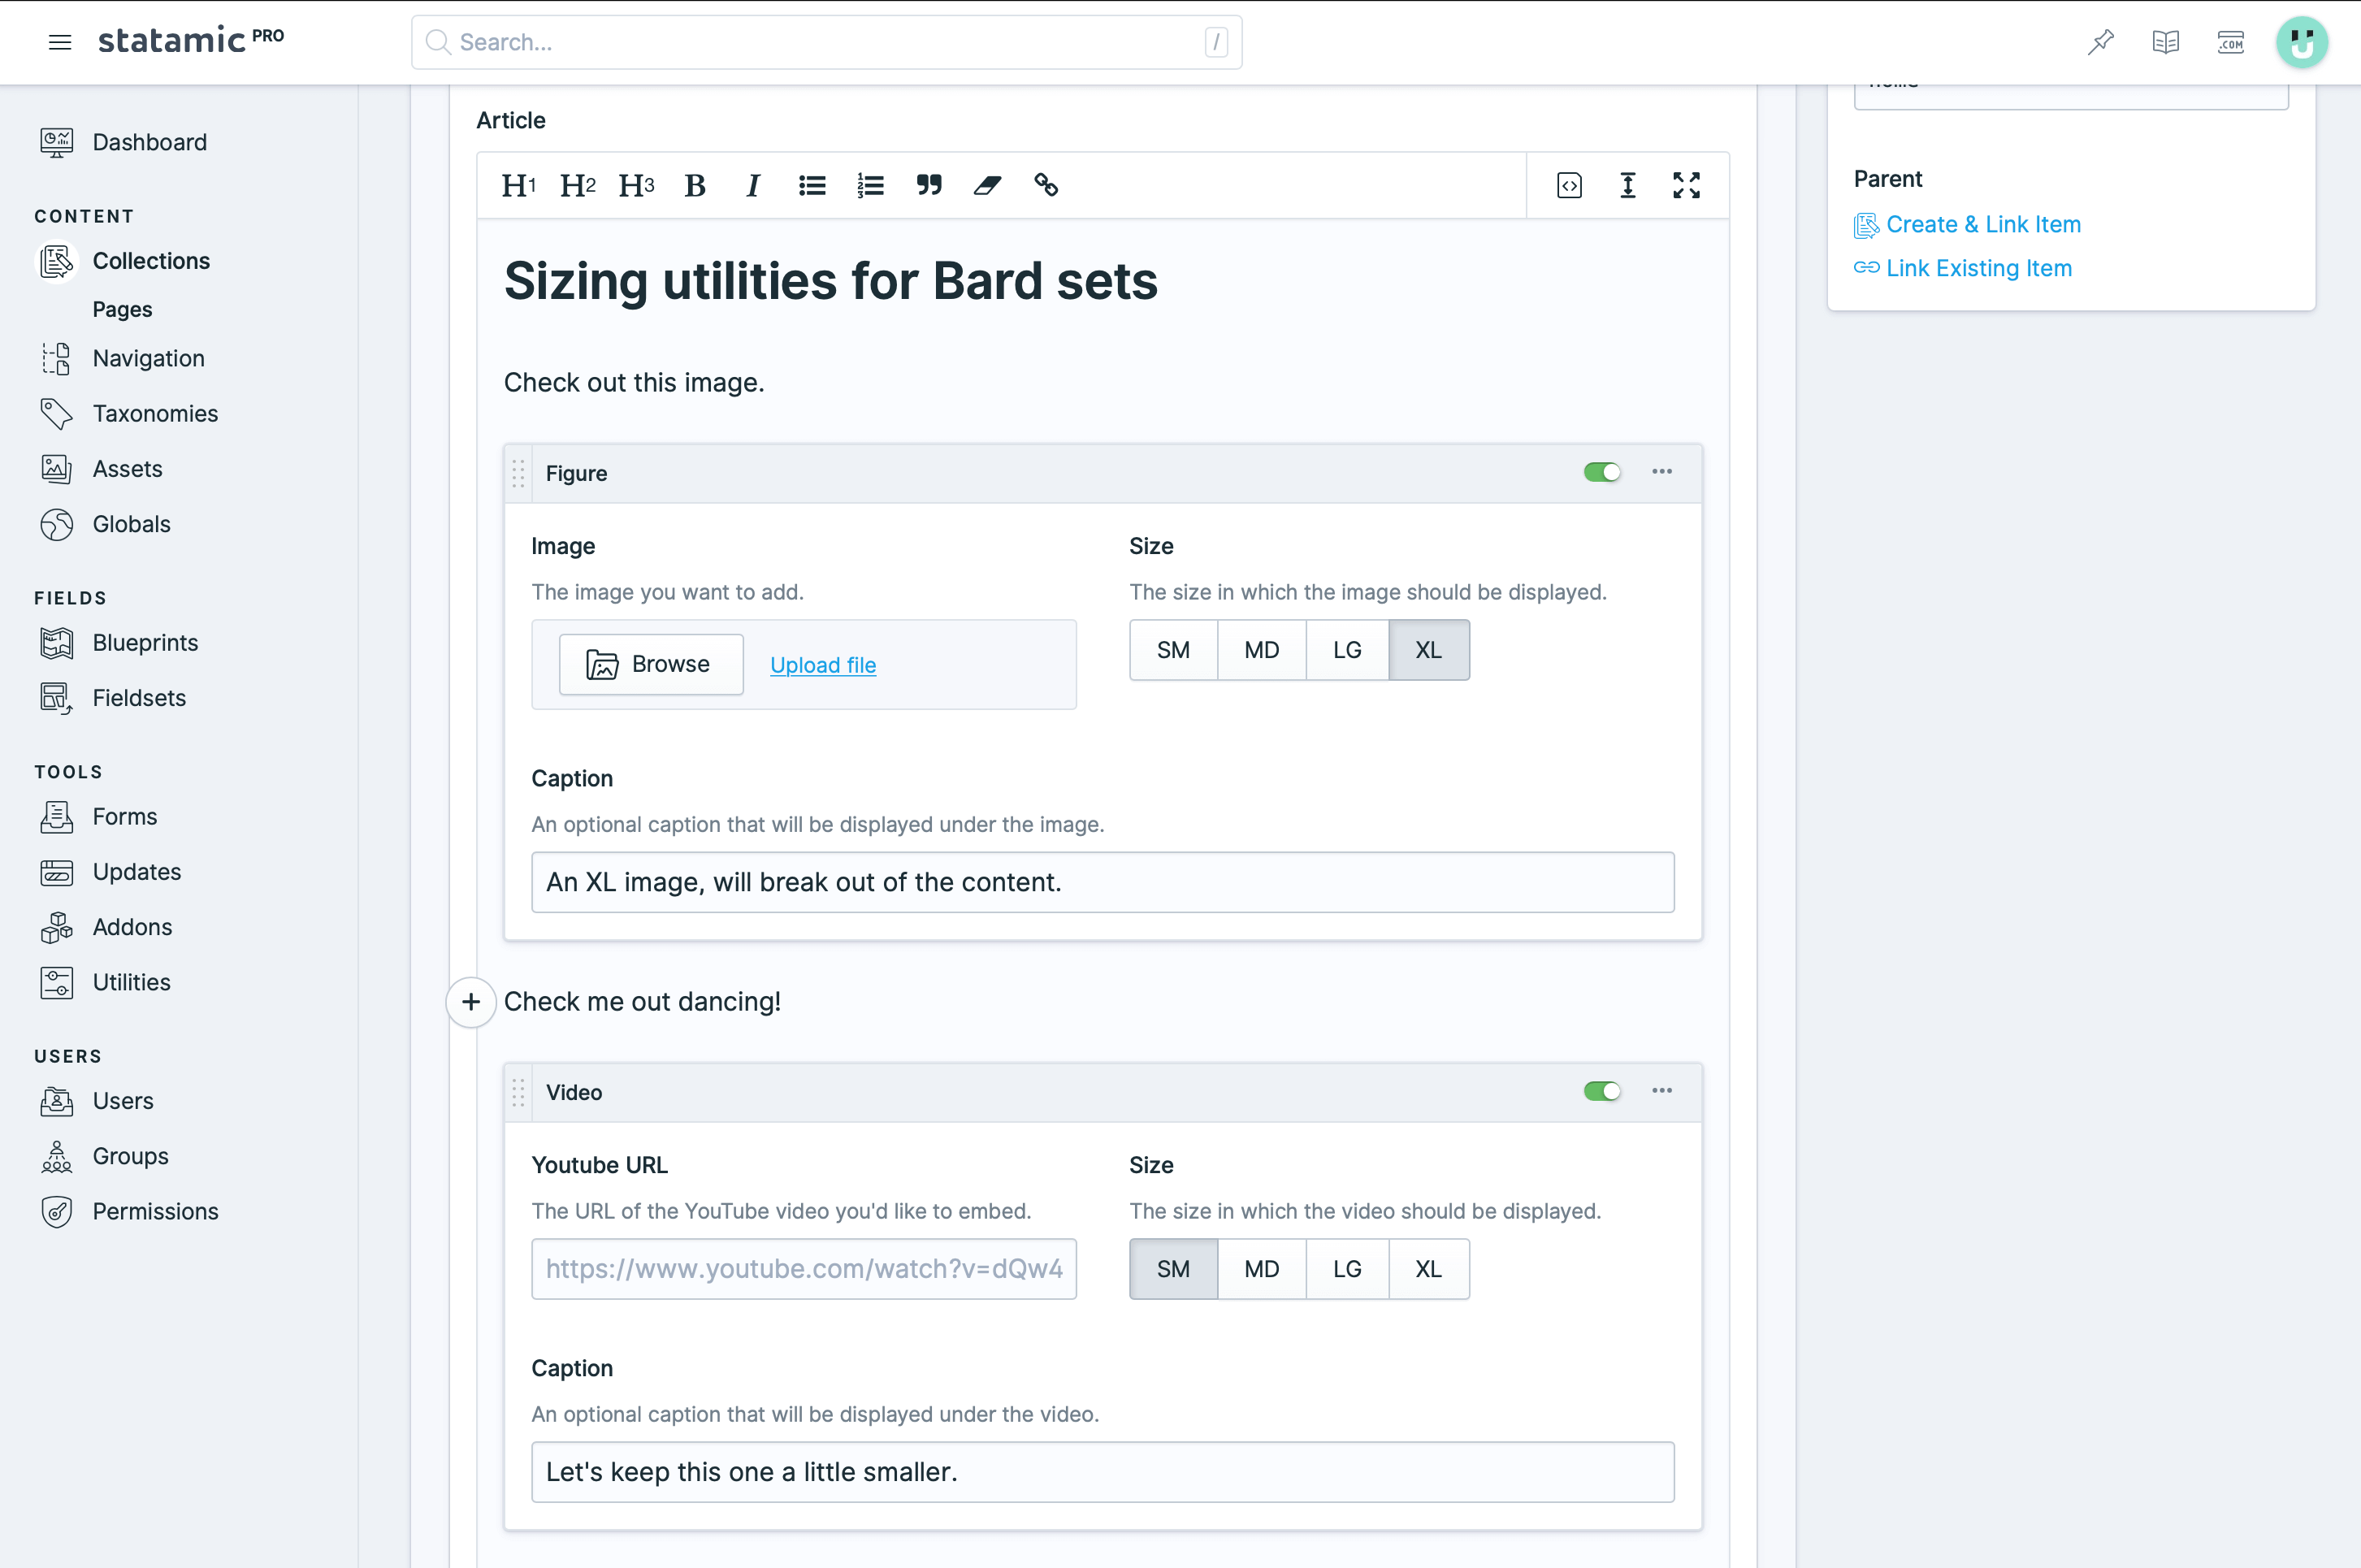 statamic PRO
Search...
/
.COM
Dashboard
CONTENT
Collections
Pages
Navigation
Taxonomies
Assets
Globals
FIELDS
Blueprints
Fieldsets
TOOLS
Forms
Updates
Addons
Utilities
USERS
Users
Groups
Permissions
Article
H1 H2 H3 B I
Sizing utilities for Bard sets
Check out this image.
Figure
Image
The image you want to add.
Browse
Upload file
Size
The size in which the image should be displayed.
SM MD LG XL
Caption
An optional caption that will be displayed under the image.
An XL image, will break out of the content.
Check me out dancing!
Video
Youtube URL
The URL of the YouTube video you'd like to embed.
https://www.youtube.com/watch?v=dQw4
Size
The size in which the video should be displayed.
SM MD LG XL
Caption
An optional caption that will be displayed under the video.
Let's keep this one a little smaller.
Parent
Create & Link Item
Link Existing Item